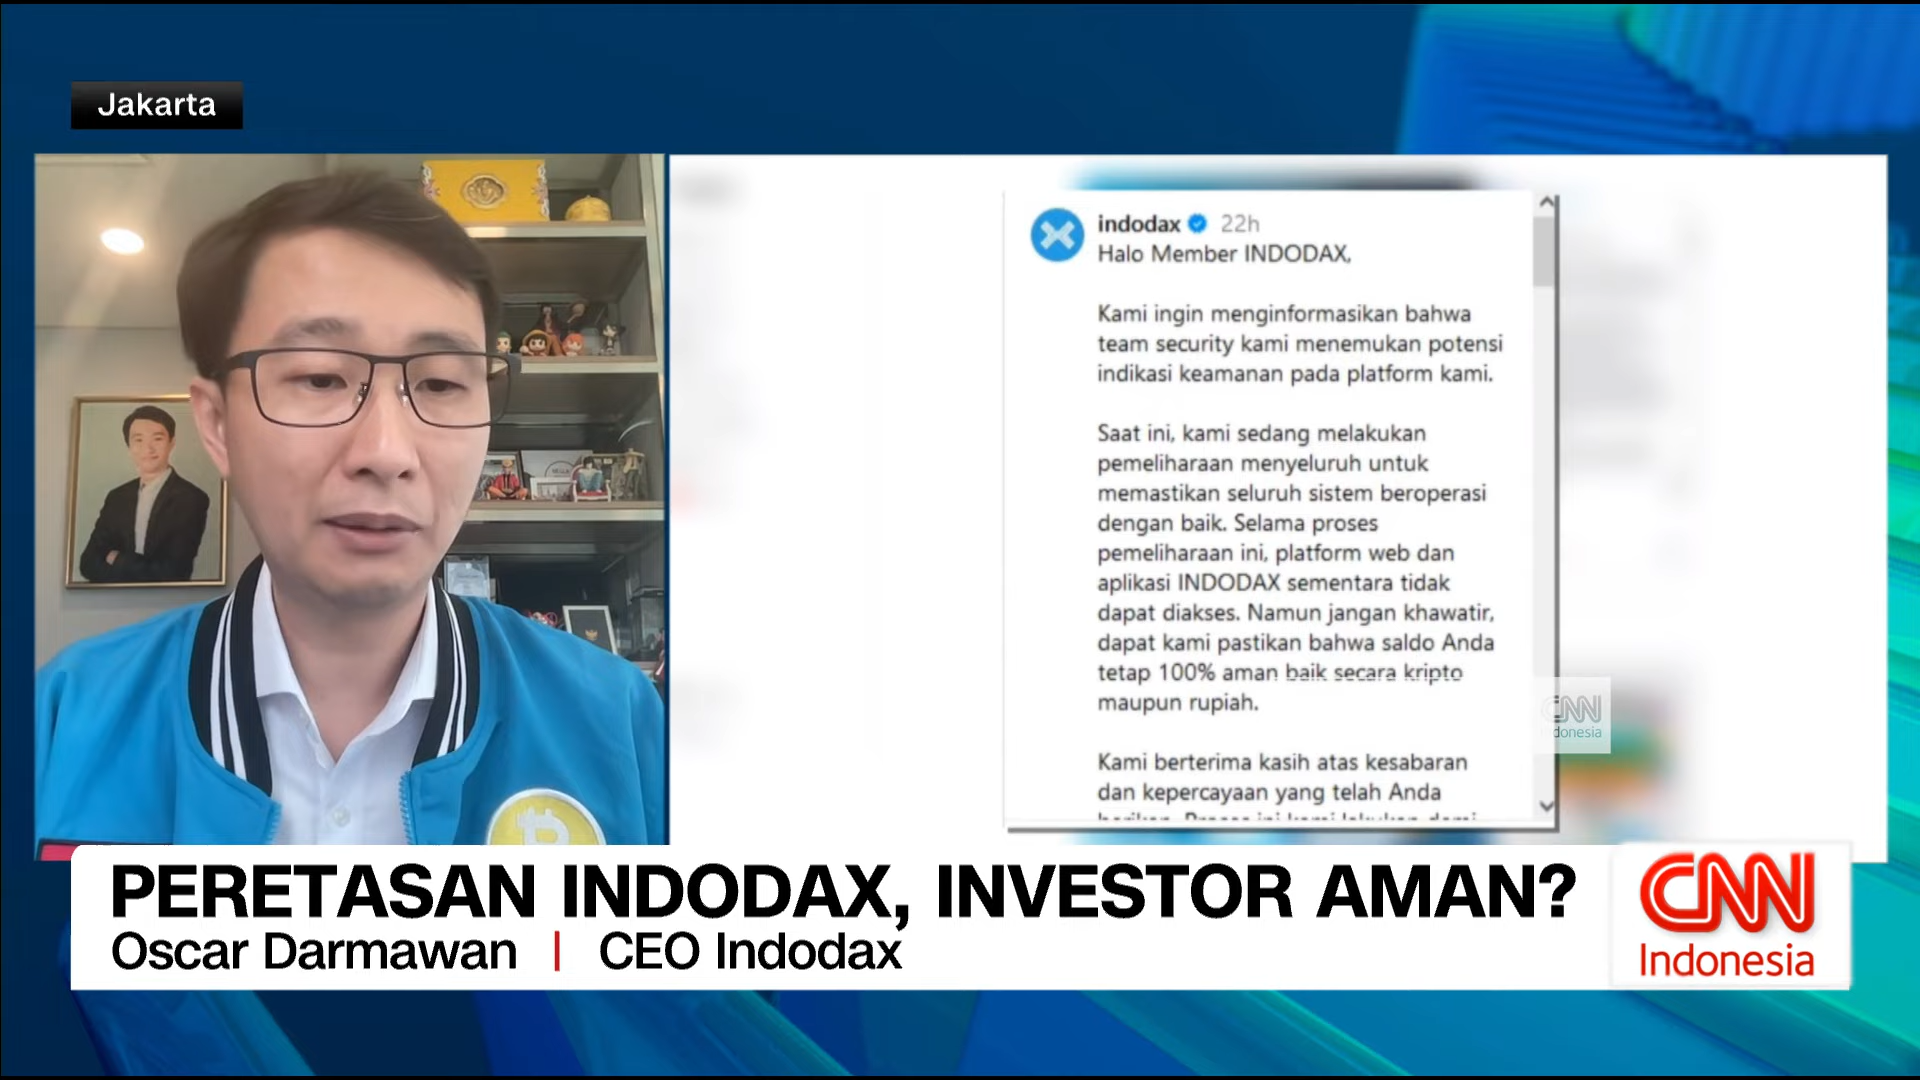 Jakarta
indodax 22h
Halo Member INDODAX,
Kami ingin menginformasikan bahwa
team security kami menemukan potensi
indikasi keamanan pada platform kami.
Saat ini, kami sedang melakukan
pemeliharaan menyeluruh untuk
memastikan seluruh sistem beroperasi
dengan baik. Selama proses
pemeliharaan ini, platform web dan
aplikasi INDODAX sementara tidak
dapat diakses. Namun jangan khawatir,
dapat kami pastikan bahwa saldo Anda
tetap 100% aman baik secara kripto
maupun rupiah.
Kami berterima kasih atas kesabaran
dan kepercayaan yang telah Anda
CNN
Indonesia
PERETASAN INDODAX, INVESTOR AMAN?
Oscar Darmawan | CEO Indodax
CNN
Indonesia